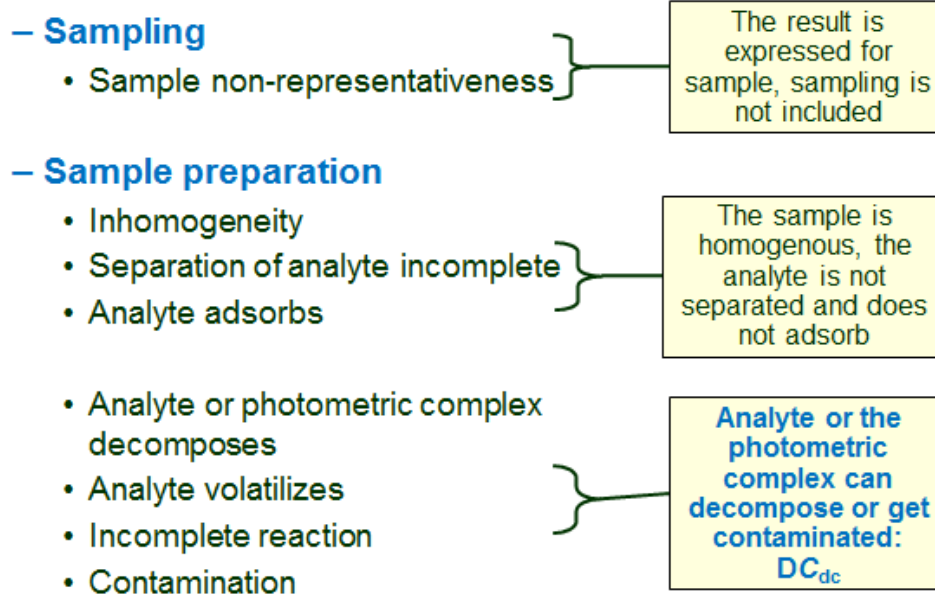 – Sampling
• Sample non-representativeness
The result is
expressed for
sample, sampling is
not included
– Sample preparation
• Inhomogeneity
• Separation of analyte incomplete
• Analyte adsorbs
The sample is
homogenous, the
analyte is not
separated and does
not adsorb
• Analyte or photometric complex
decomposes
• Analyte volatilizes
• Incomplete reaction
• Contamination
Analyte or the
photometric
complex can
decompose or get
contaminated:
DCdc